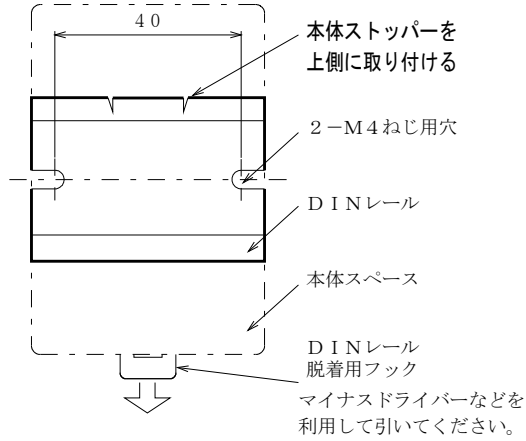 40
本体ストッパーを
上側に取り付ける
２－Ｍ４ねじ用穴
ＤＩＮレール
本体スペース
ＤＩＮレール
脱着用フック
マイナスドライバーなどを
利用して引いてください。